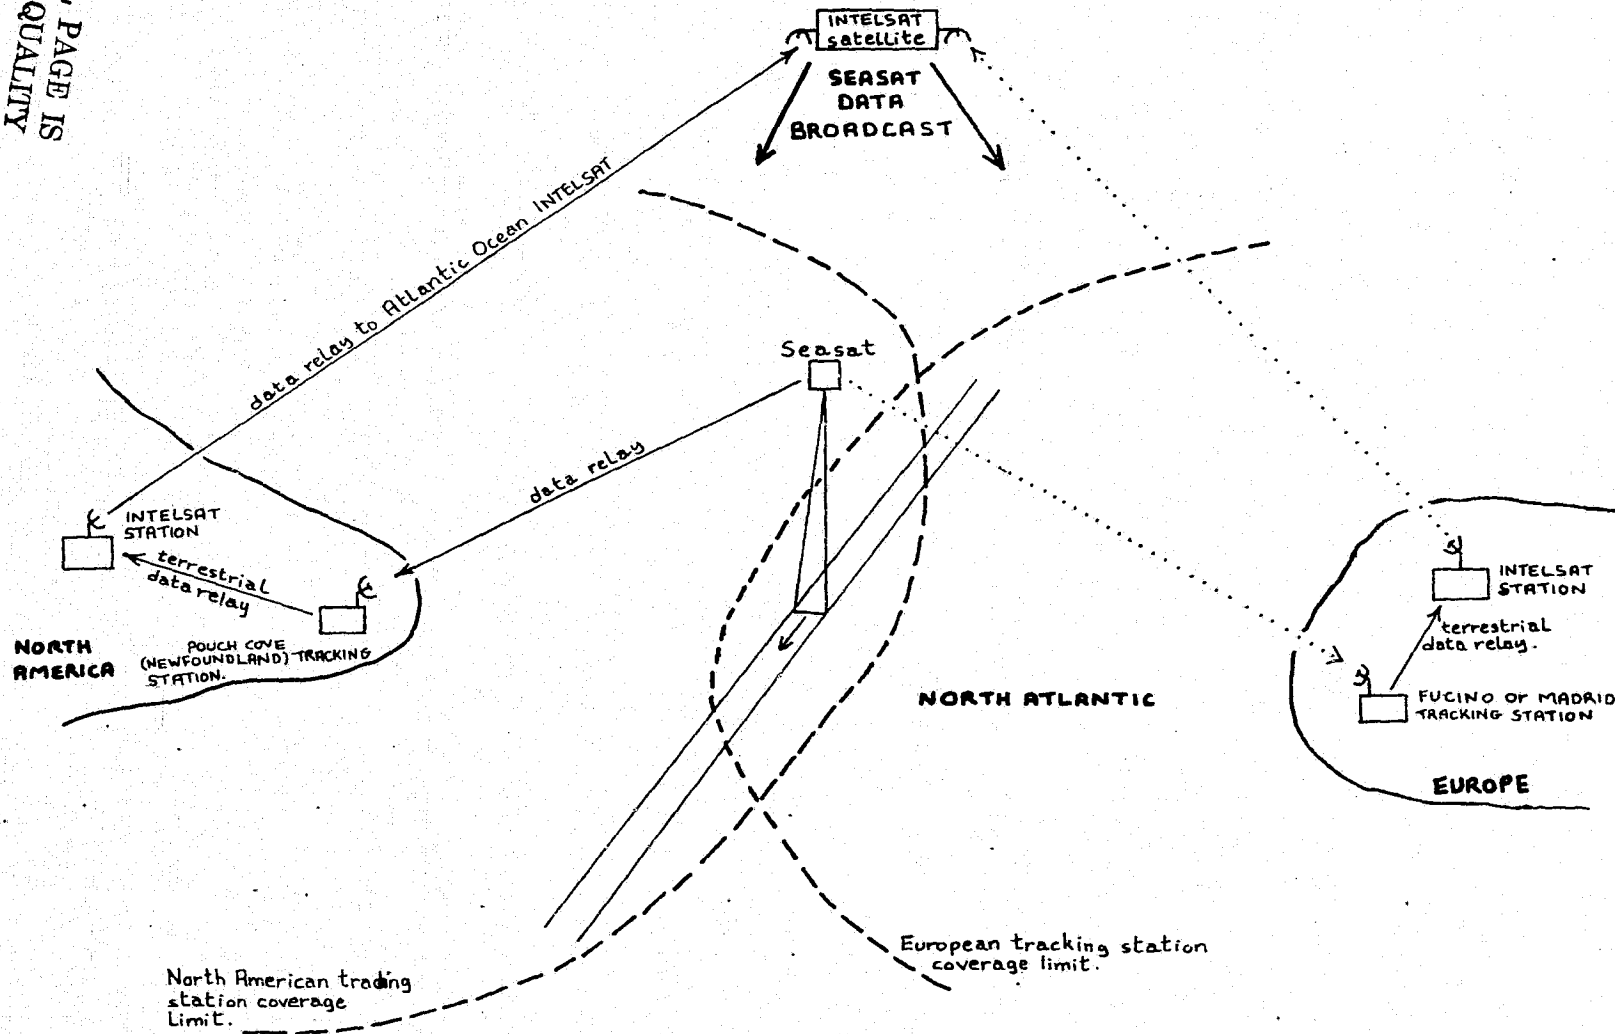 PAGE IS
QUALITY
INTELSAT
satellite
SEASAT
DATA
BROADCAST
data relay to Atlantic Ocean INTELSAT
Seasat
data relay
INTELSAT
STATION
terrestrial
data relay
NORTH
AMERICA
POUCH COVE
(NEWFOUNDLAND) TRACKING
STATION.
NORTH ATLANTIC
INTELSAT
STATION
terrestrial
data relay.
FUCINO or MADRID
TRACKING STATION
EUROPE
European tracking station
coverage limit.
North American trading
station coverage
Limit.